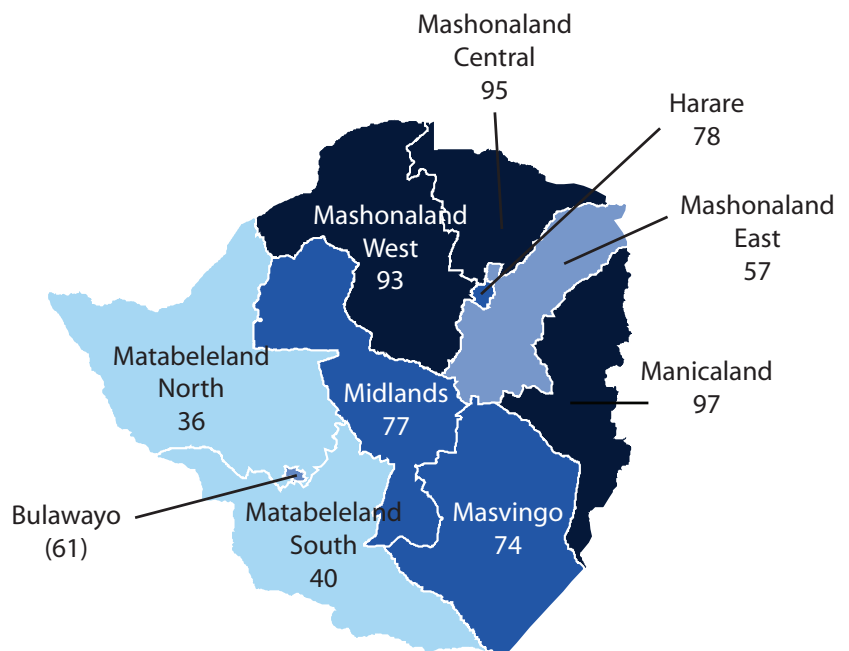 Mashonaland
Central
95
Harare
78
Mashonaland
East
57
Mashonaland
West
93
Matabeleland
North
36
Midlands
77
Manicaland
97
Bulawayo
(61)
Matabeleland
South
40
Masvingo
74